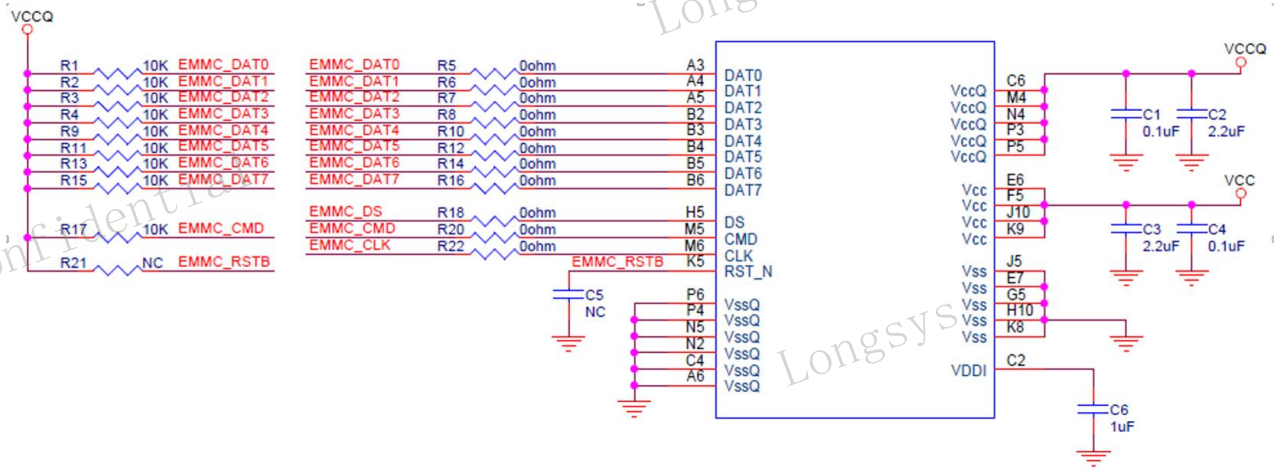 VCCQ
R1 10K EMMC_DAT0
R2 10K EMMC_DAT1
R3 10K EMMC_DAT2
R4 10K EMMC_DAT3
R9 10K EMMC_DAT4
R11 10K EMMC_DAT5
R13 10K EMMC_DAT6
R15 10K EMMC_DAT7
R17 10K EMMC_CMD
R21 NC EMMC_RSTB
EMMC_DAT0 R5 0ohm A3 DAT0
EMMC_DAT1 R6 0ohm A4 DAT1
EMMC_DAT2 R7 0ohm A5 DAT2
EMMC_DAT3 R8 0ohm B2 DAT3
EMMC_DAT4 R10 0ohm B3 DAT4
EMMC_DAT5 R12 0ohm B4 DAT5
EMMC_DAT6 R14 0ohm B5 DAT6
EMMC_DAT7 R16 0ohm B6 DAT7
EMMC_DS R18 0ohm H5 DS
EMMC_CMD R20 0ohm M5 CMD
EMMC_CLK R22 0ohm M6 CLK
EMMC_RSTB K5 RST_N
C5
NC
P6 VssQ
P4 VssQ
N5 VssQ
N2 VssQ
C4 VssQ
A6 VssQ
VccQ C6
VccQ M4
VccQ N4
VccQ P3
VccQ P5
VCCQ
C1
0.1uF
C2
2.2uF
Vcc E6
Vcc F5
Vcc J10
Vcc K9
VCC
C3
2.2uF
C4
0.1uF
Vss J5
Vss E7
Vss G5
Vss H10
Vss K8
VDDI C2
C6
1uF
Longsys
onfidential
Longsys